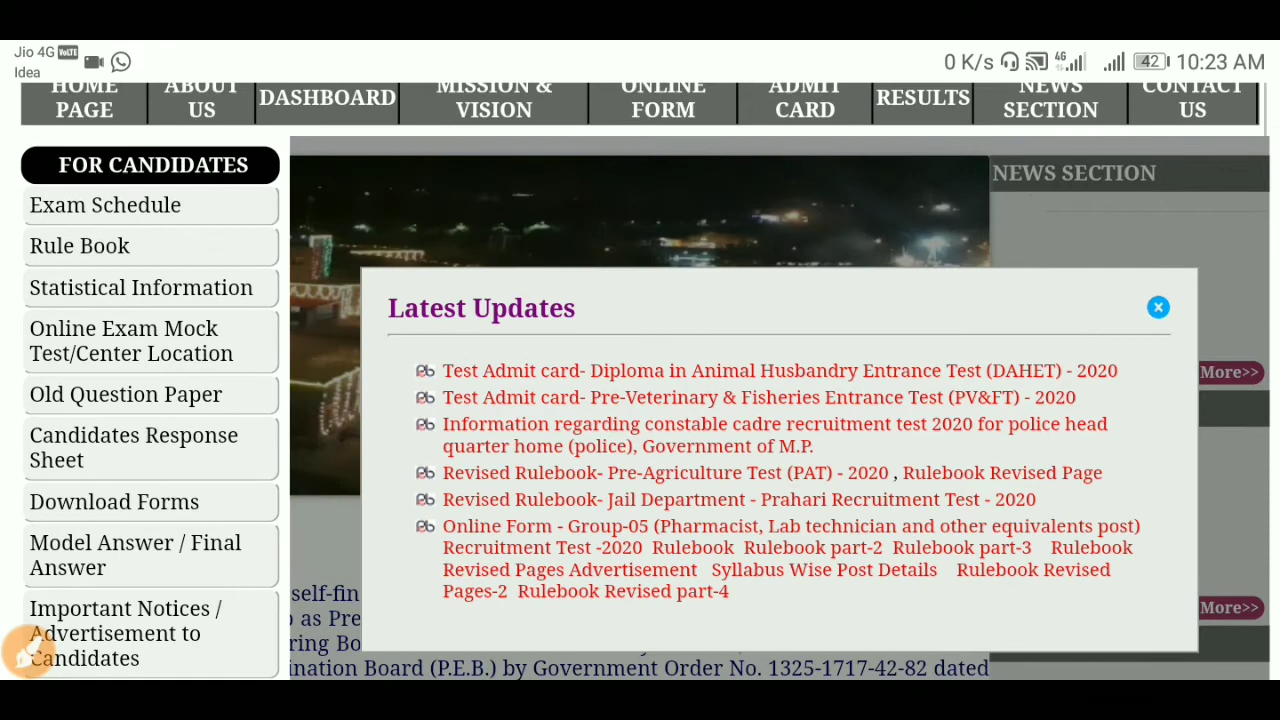 Jio 4G VoLTE
Idea
0 K/s 4G 42 10:23 AM
HOME PAGE
ABOUT US
DASHBOARD
MISSION & VISION
ONLINE FORM
ADMIT CARD
RESULTS
NEWS SECTION
CONTACT US
FOR CANDIDATES
Exam Schedule
Rule Book
Statistical Information
Online Exam Mock
Test/Center Location
Old Question Paper
Candidates Response
Sheet
Download Forms
Model Answer / Final
Answer
Important Notices /
Advertisement to
Candidates
NEWS SECTION
More>>
More>>
Latest Updates
Test Admit card- Diploma in Animal Husbandry Entrance Test (DAHET) - 2020
Test Admit card- Pre-Veterinary & Fisheries Entrance Test (PV&FT) - 2020
Information regarding constable cadre recruitment test 2020 for police head
quarter home (police), Government of M.P.
Revised Rulebook- Pre-Agriculture Test (PAT) - 2020 , Rulebook Revised Page
Revised Rulebook- Jail Department - Prahari Recruitment Test - 2020
Online Form - Group-05 (Pharmacist, Lab technician and other equivalents post)
Recruitment Test -2020 Rulebook Rulebook part-2 Rulebook part-3 Rulebook
Revised Pages Advertisement Syllabus Wise Post Details Rulebook Revised
Pages-2 Rulebook Revised part-4
self-fin
as Pre
ring Bo
ination Board (P.E.B.) by Government Order No. 1325-1717-42-82 dated